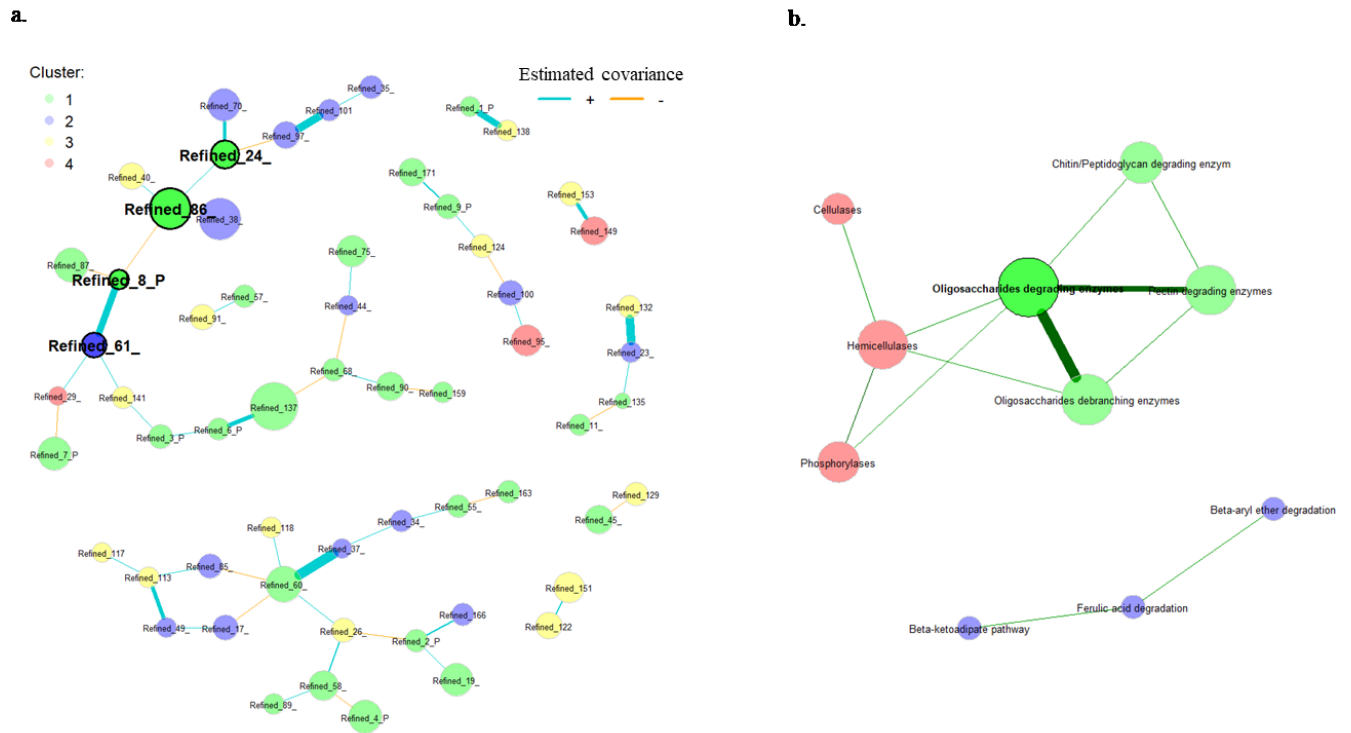 a.
b.
Cluster:
1
2
3
4
Estimated covariance
+ -
Refined_35_
Refined_70_
Refined_101
Refined_97_
Refined_24_
Refined_40_
Refined_86_
Refined_38_
Refined_87_
Refined_8_P
Refined_57_
Refined_91_
Refined_61_
Refined_29_
Refined_141
Refined_7_P
Refined_3_P
Refined_6_P
Refined_137
Refined_75_
Refined_44_
Refined_68_
Refined_90_
Refined_159
Refined_1_P
Refined_138
Refined_171
Refined_9_P
Refined_124
Refined_100
Refined_95_
Refined_153
Refined_149
Refined_132
Refined_23_
Refined_135
Refined_11_
Refined_163
Refined_55_
Refined_34_
Refined_37_
Refined_118
Refined_117
Refined_85_
Refined_113
Refined_60_
Refined_49_
Refined_17_
Refined_26_
Refined_166
Refined_2_P
Refined_19_
Refined_58_
Refined_89_
Refined_4_P
Refined_129
Refined_45_
Refined_151
Refined_122
Chitin/Peptidoglycan degrading enzym
Cellulases
Oligosaccharides degrading enzymes
Pectin degrading enzymes
Hemicellulases
Oligosaccharides debranching enzymes
Phosphorylases
Beta-aryl ether degradation
Ferulic acid degradation
Beta-ketoadipate pathway